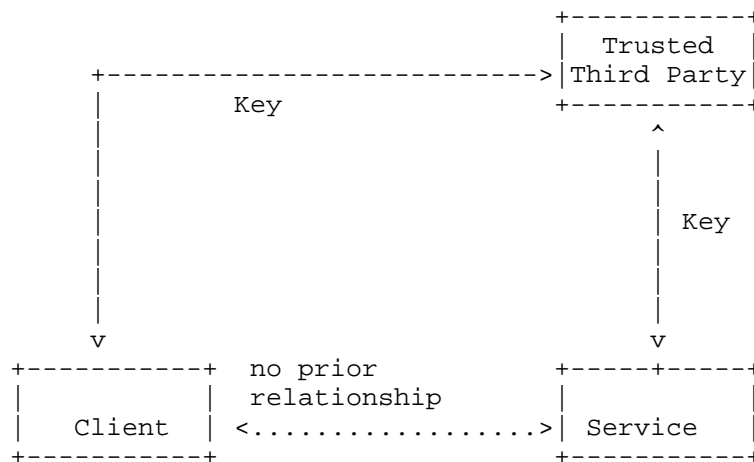 Trusted
Third Party
Key
Key
no prior
relationship
Client
Service